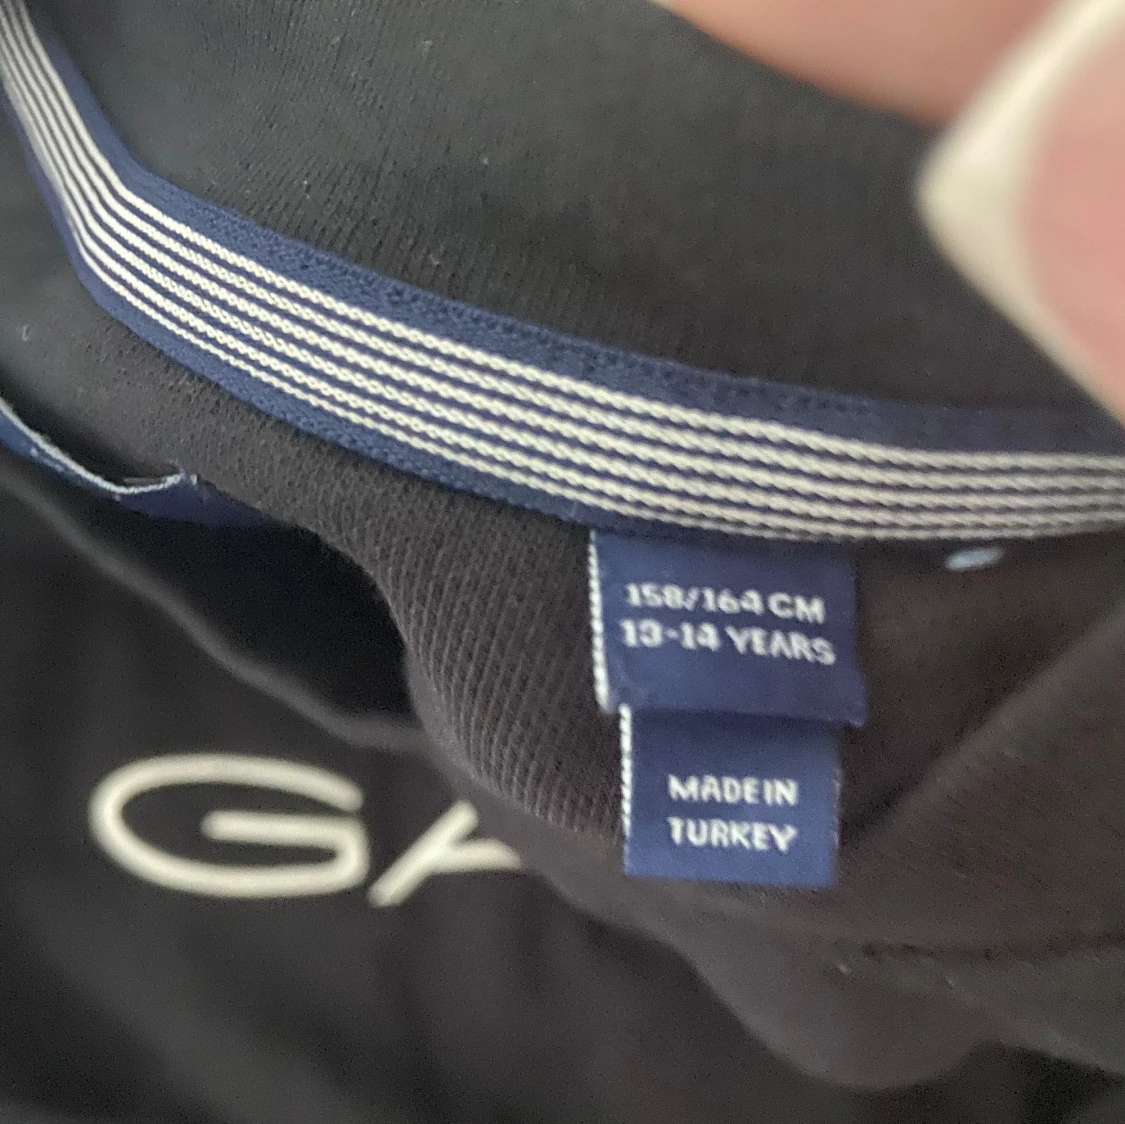 158/164 CM
13-14 YEARS
MADE IN
TURKEY
G